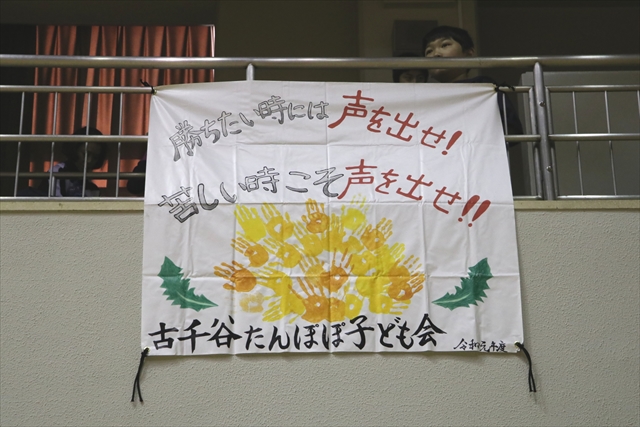 勝ちたい時には声を出せ!
苦しい時こそ声を出せ!!
古千谷たんぽぽ子ども会
令和元年度